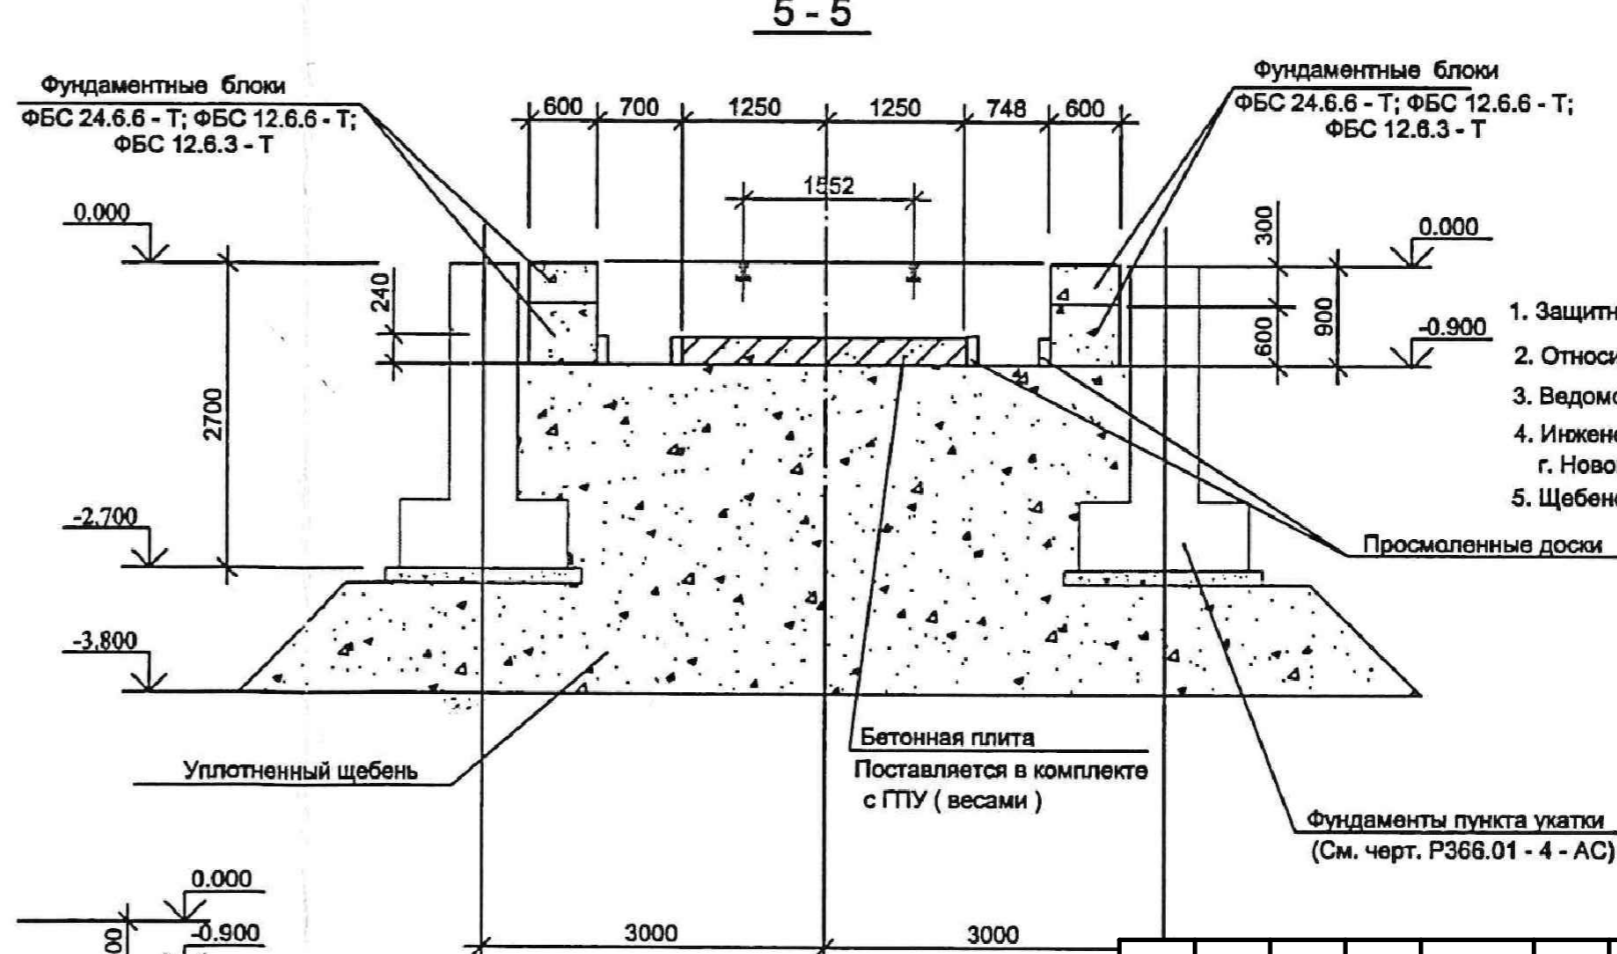 5 - 5
Фундаментные блоки
ФБС 24.6.6 - Т; ФБС 12.6.6 - Т;
ФБС 12.6.3 - Т
Фундаментные блоки
ФБС 24.6.6 - Т; ФБС 12.6.6 - Т;
ФБС 12.6.3 - Т
600 700 1250 1250 748 600
1552
0.000
0.000
300
240
900
600
-0.900
2700
1. Защитн
2. Относи
3. Ведомо
4. Инжене
г. Ново
5. Щебено
-2.700
Просмоленные доски
-3.800
Уплотненный щебень
Бетонная плита
Поставляется в комплекте
с ГПУ ( весами )
Фундаменты пункта укатки
(См. черт. Р366.01 - 4 - АС)
0.000
-0.900
00
3000 3000